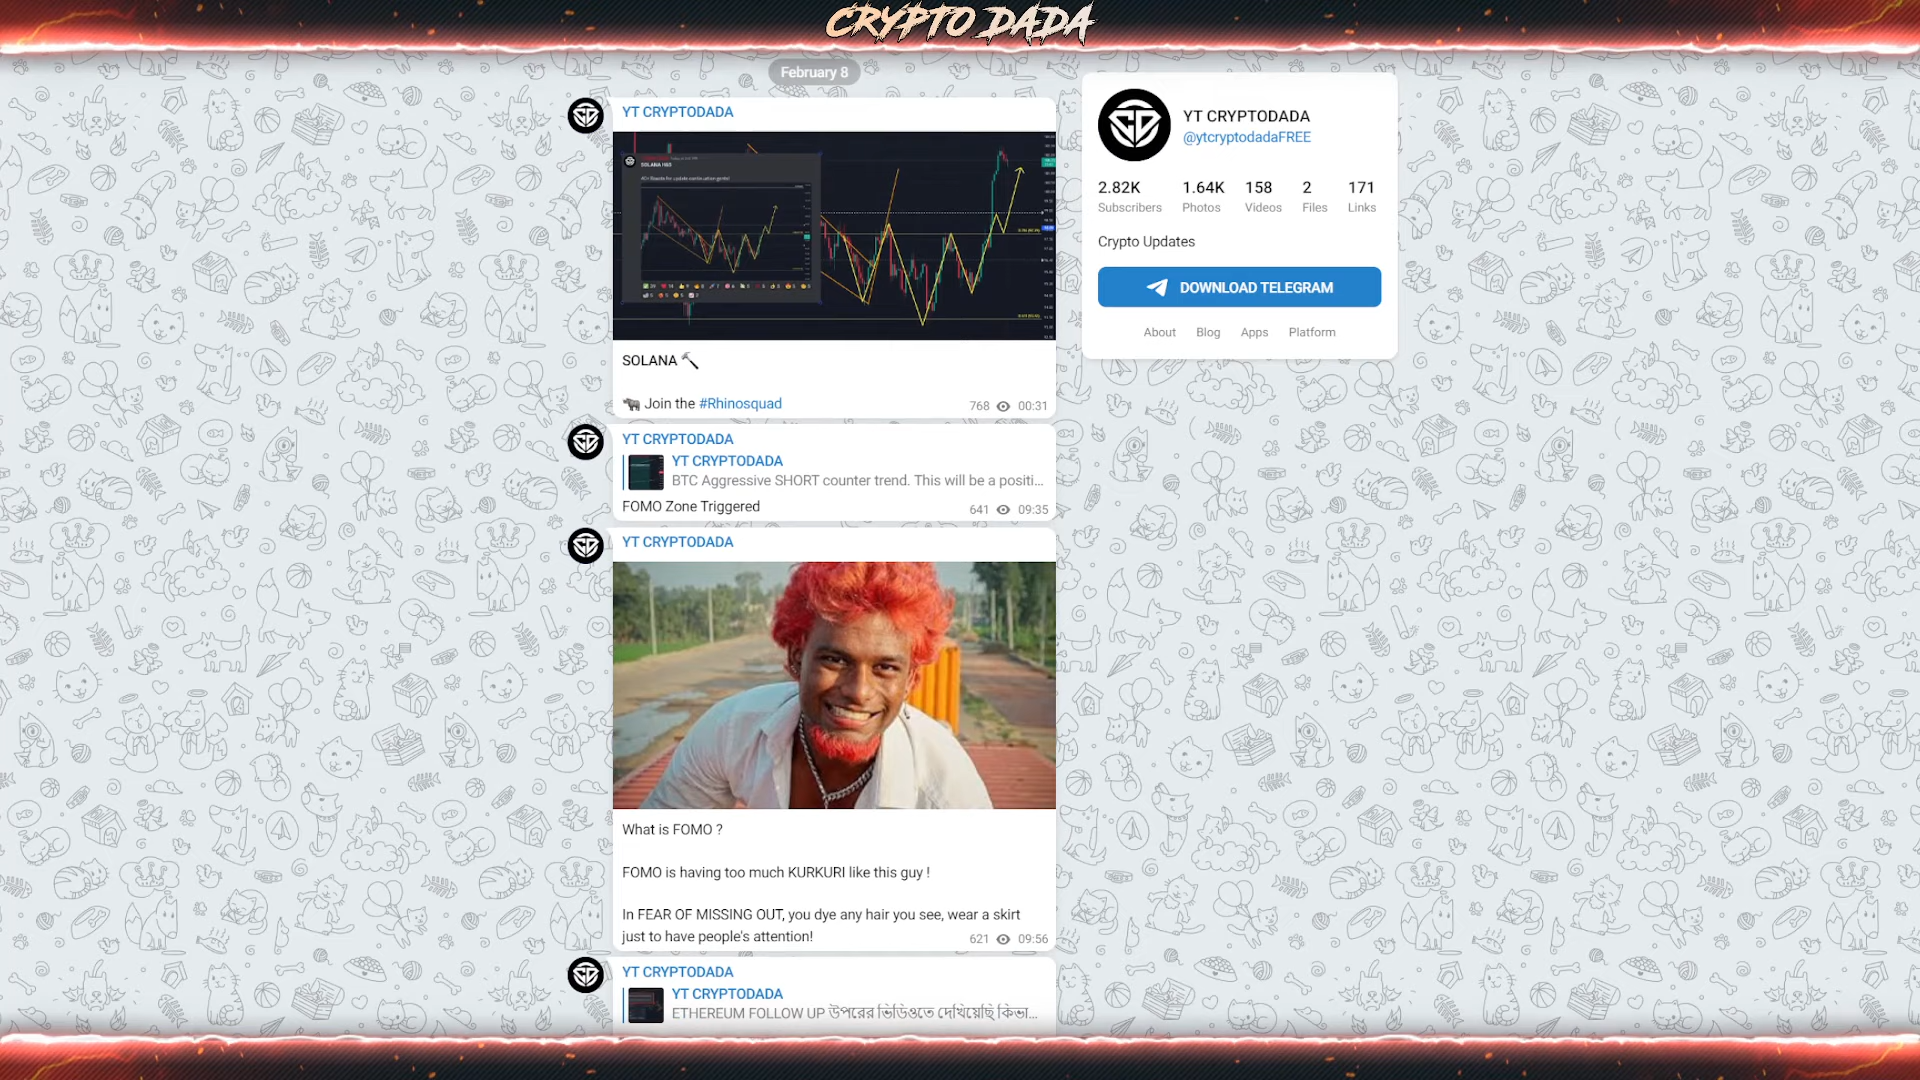 CRYPTO DADA
February 8
YT CRYPTODADA
SOLANA
Join the #Rhinosquad
768 00:31
YT CRYPTODADA
YT CRYPTODADA
BTC Aggressive SHORT counter trend. This will be a positi...
FOMO Zone Triggered
641 09:35
YT CRYPTODADA
What is FOMO ?
FOMO is having too much KURKURI like this guy !
In FEAR OF MISSING OUT, you dye any hair you see, wear a skirt
just to have people's attention!
621 09:56
YT CRYPTODADA
YT CRYPTODADA
ETHEREUM FOLLOW UP উপরের ভিডিওতে দেখিয়েছি কিভা...
YT CRYPTODADA
@ytcryptodadaFREE
2.82K 1.64K 158 2 171
Subscribers Photos Videos Files Links
Crypto Updates
DOWNLOAD TELEGRAM
About Blog Apps Platform